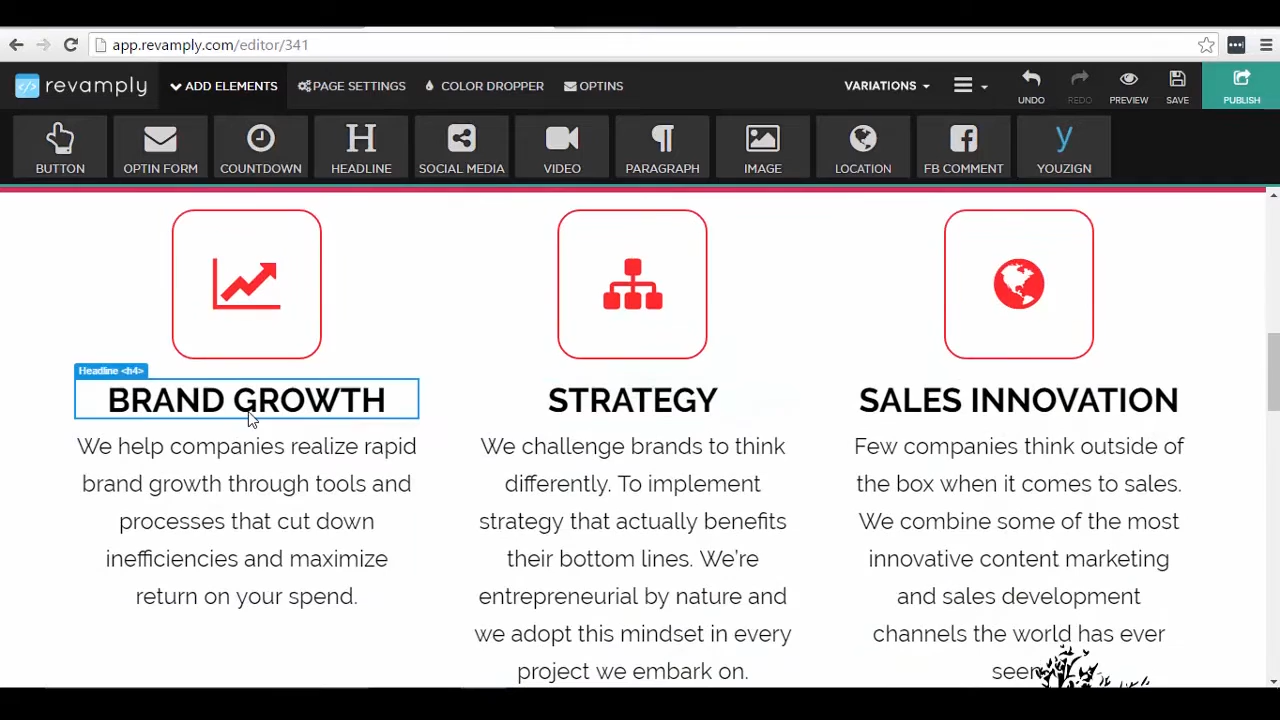 app.revamply.com/editor/341
revamply
ADD ELEMENTS
PAGE SETTINGS
COLOR DROPPER
OPTINS
VARIATIONS
UNDO
REDO
PREVIEW
SAVE
PUBLISH
BUTTON
OPTIN FORM
COUNTDOWN
H
HEADLINE
SOCIAL MEDIA
VIDEO
PARAGRAPH
IMAGE
LOCATION
FB COMMENT
y
YOUZIGN
Headline <h4>
BRAND GROWTH
We help companies realize rapid
brand growth through tools and
processes that cut down
inefficiencies and maximize
return on your spend.
STRATEGY
We challenge brands to think
differently. To implement
strategy that actually benefits
their bottom lines. We're
entrepreneurial by nature and
we adopt this mindset in every
project we embark on.
SALES INNOVATION
Few companies think outside of
the box when it comes to sales.
We combine some of the most
innovative content marketing
and sales development
channels the world has ever
seen